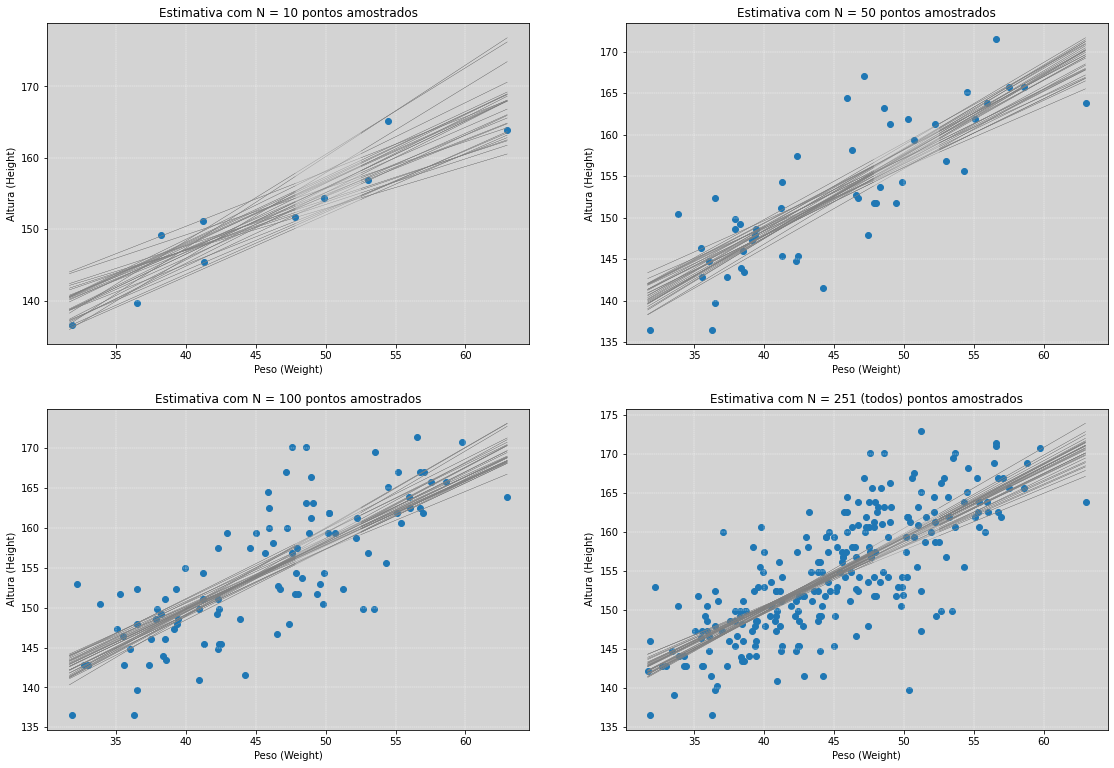 Estimativa com N = 10 pontos amostrados
Altura (Height)
170
160
150
140
35 40 45 50 55 60
Peso (Weight)
Estimativa com N = 50 pontos amostrados
Altura (Height)
170
165
160
155
150
145
140
135
35 40 45 50 55 60
Peso (Weight)
Estimativa com N = 100 pontos amostrados
Altura (Height)
170
165
160
155
150
145
140
135
35 40 45 50 55 60
Peso (Weight)
Estimativa com N = 251 (todos) pontos amostrados
Altura (Height)
175
170
165
160
155
150
145
140
135
35 40 45 50 55 60
Peso (Weight)